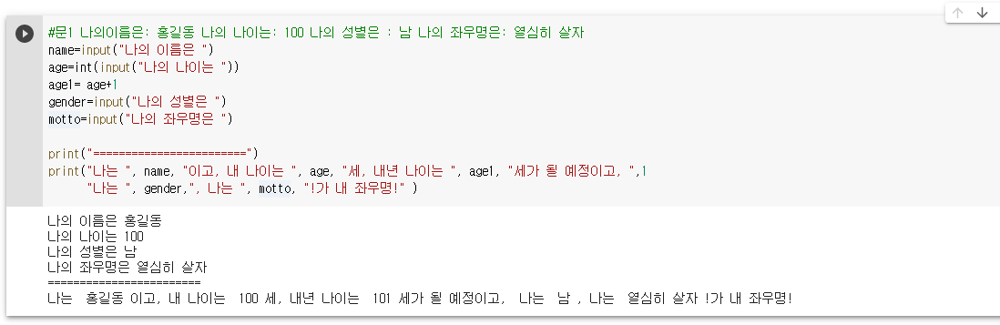 #문1 나의이름은: 홍길동 나의 나이는: 100 나의 성별은 : 남 나의 좌우명은: 열심히 살자
name=input("나의 이름은 ")
age=int(input("나의 나이는 "))
age1= age+1
gender=input("나의 성별은 ")
motto=input("나의 좌우명은 ")
print("========================")
print("나는 ", name, "이고, 내 나이는 ", age, "세, 내년 나이는 ", age1, "세가 될 예정이고, ",1
"나는 ", gender,", 나는 ", motto, "!가 내 좌우명!" )
나의 이름은 홍길동
나의 나이는 100
나의 성별은 남
나의 좌우명은 열심히 살자
========================
나는  홍길동 이고, 내 나이는  100 세, 내년 나이는  101 세가 될 예정이고,  나는  남 , 나는  열심히 살자 !가 내 좌우명!